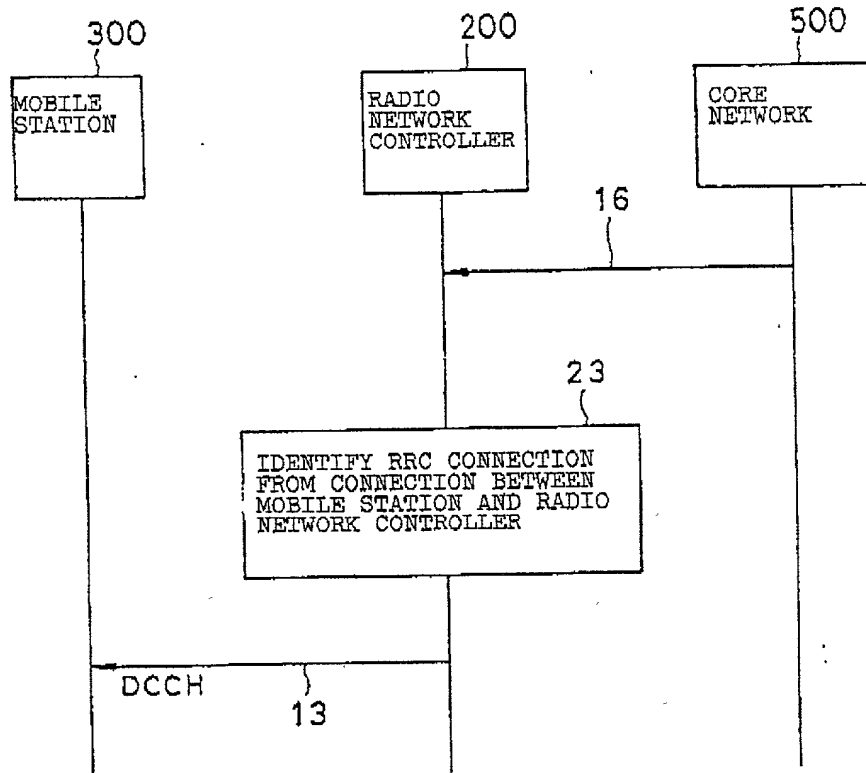 300
200
500
MOBILE
STATION
RADIO
NETWORK
CONTROLLER
CORE
NETWORK
16
23
IDENTIFY RRC CONNECTION
FROM CONNECTION BETWEEN
MOBILE STATION AND RADIO
NETWORK CONTROLLER
DCCH
13